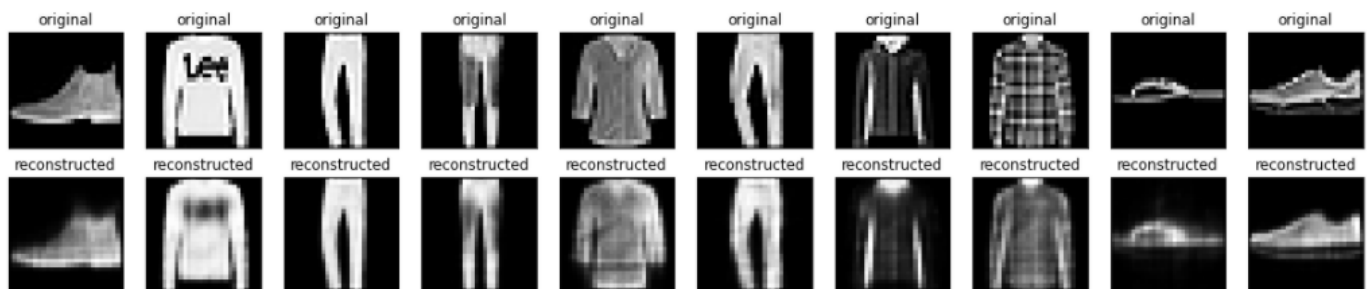 original original original original original original original original original original
Lee
reconstructed reconstructed reconstructed reconstructed reconstructed reconstructed reconstructed reconstructed reconstructed reconstructed